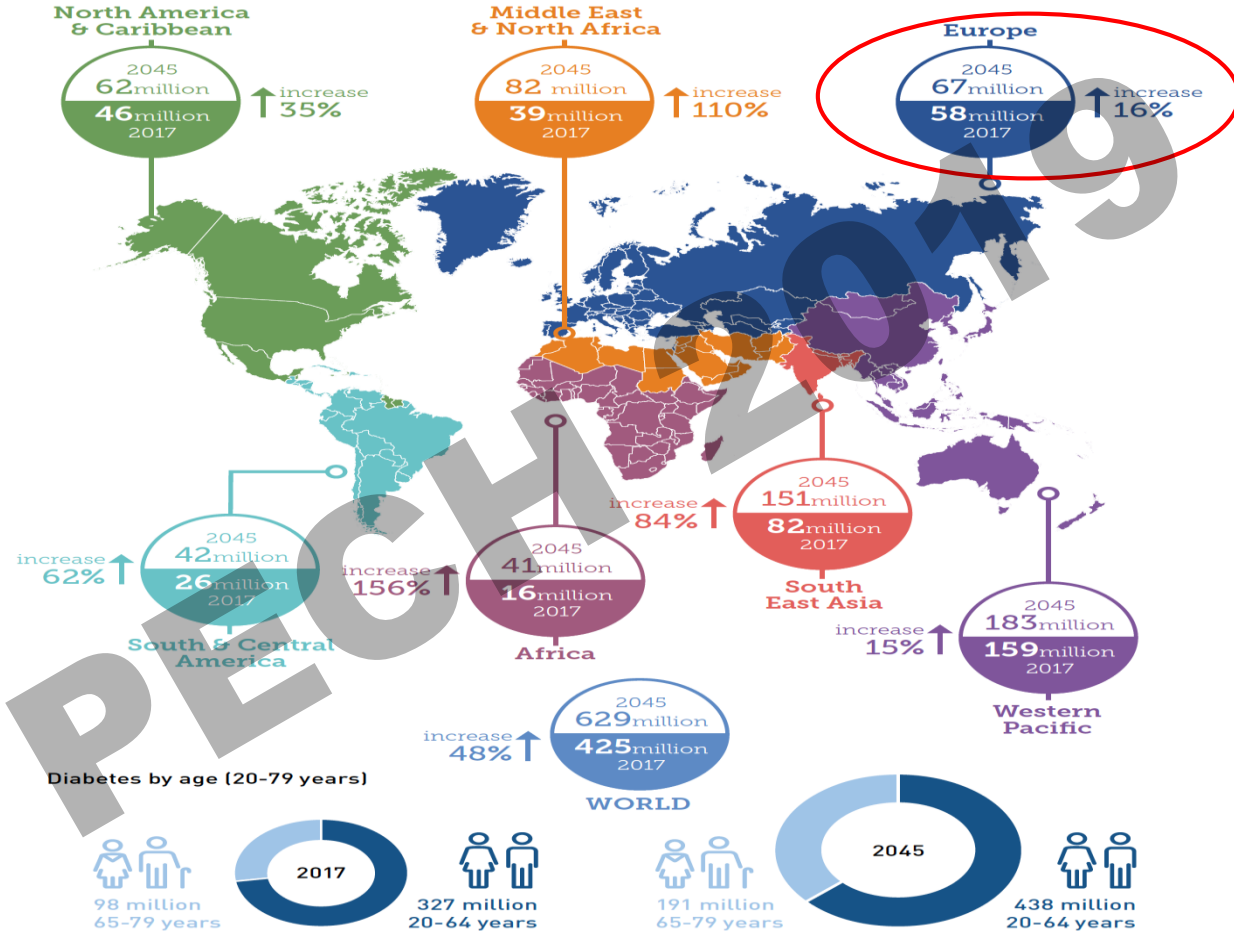 North America
& Caribbean
2045
62million
46million
2017
increase
35%
Middle East
& North Africa
2045
82 million
39million
2017
increase
110%
Europe
2045
67million
58million
2017
increase
16%
2045
42million
26million
2017
increase
62%
South & Central
America
2045
41million
16million
2017
increase
156%
Africa
2045
151million
82million
2017
increase
84%
South
East Asia
2045
183million
159million
2017
increase
15%
Western
Pacific
2045
629million
425million
2017
increase
48%
WORLD
Diabetes by age (20-79 years)
2017
98 million
65-79 years
327 million
20-64 years
2045
191 million
65-79 years
438 million
20-64 years
PECH 2019